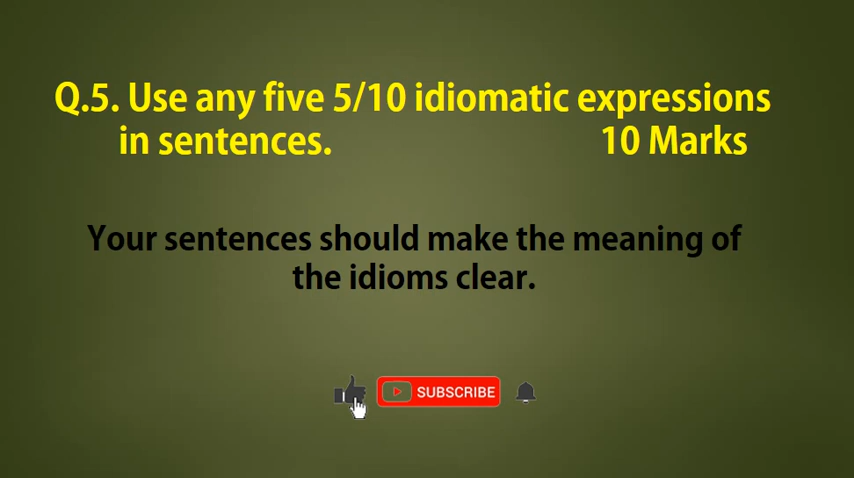 Q.5. Use any five 5/10 idiomatic expressions
in sentences. 10 Marks
Your sentences should make the meaning of
the idioms clear.
SUBSCRIBE